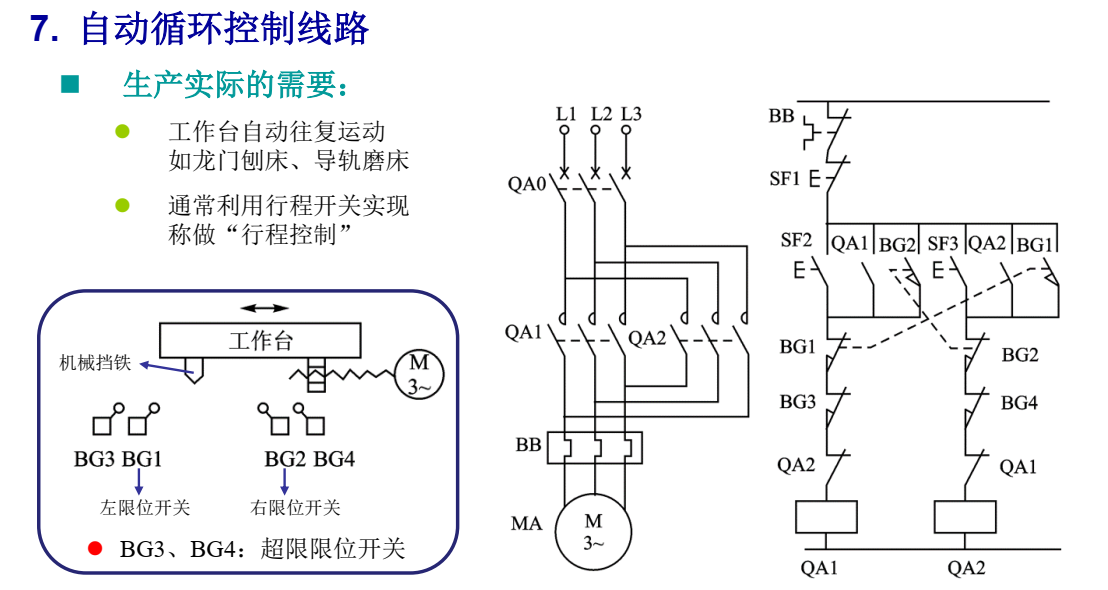 7. 自动循环控制线路
生产实际的需要：
工作台自动往复运动
如龙门刨床、导轨磨床
通常利用行程开关实现
称做“行程控制”
工作台
机械挡铁
M
3~
BG3 BG1
BG2 BG4
左限位开关
右限位开关
BG3、BG4：超限限位开关
L1 L2 L3
QA0
QA1
QA2
BB
MA
M
3~
BB
SF1
SF2
QA1
BG2
SF3
QA2
BG1
BG1
BG2
BG3
BG4
QA2
QA1
QA1
QA2